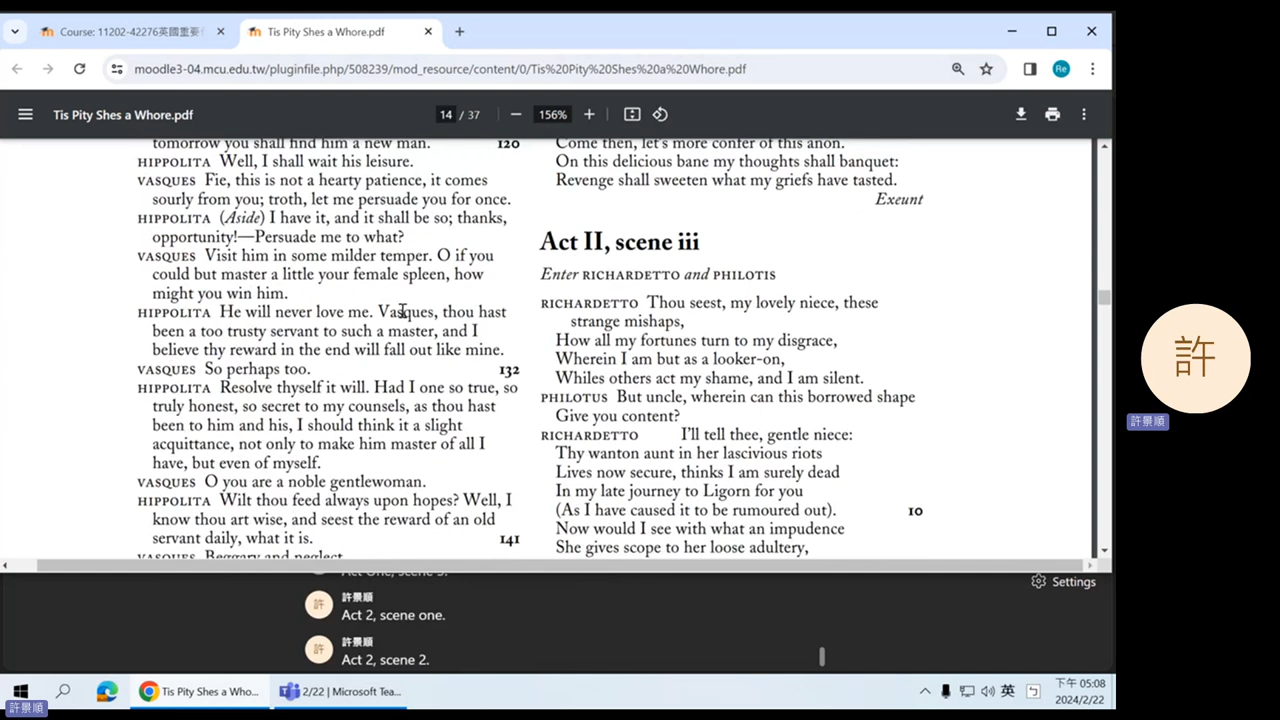 Course: 11202-42276英國重要
Tis Pity Shes a Whore.pdf
moodle3-04.mcu.edu.tw/pluginfile.php/508239/mod_resource/content/0/Tis%20Pity%20Shes%20a%20Whore.pdf
Re
Tis Pity Shes a Whore.pdf
14 / 37
156%
tomorrow you shall find him a new man. 120
HIPPOLITA Well, I shall wait his leisure.
VASQUES Fie, this is not a hearty patience, it comes
sourly from you; troth, let me persuade you for once.
HIPPOLITA (Aside) I have it, and it shall be so; thanks,
opportunity!—Persuade me to what?
VASQUES Visit him in some milder temper. O if you
could but master a little your female spleen, how
might you win him.
HIPPOLITA He will never love me. Vasques, thou hast
been a too trusty servant to such a master, and I
believe thy reward in the end will fall out like mine.
VASQUES So perhaps too. 132
HIPPOLITA Resolve thyself it will. Had I one so true, so
truly honest, so secret to my counsels, as thou hast
been to him and his, I should think it a slight
acquittance, not only to make him master of all I
have, but even of myself.
VASQUES O you are a noble gentlewoman.
HIPPOLITA Wilt thou feed always upon hopes? Well, I
know thou art wise, and seest the reward of an old
servant daily, what it is. 141
VASQUES Beggary and neglect.
Come then, let's more confer of this anon.
On this delicious bane my thoughts shall banquet:
Revenge shall sweeten what my griefs have tasted.
Exeunt
Act II, scene iii
Enter RICHARDETTO and PHILOTIS
RICHARDETTO Thou seest, my lovely niece, these
strange mishaps,
How all my fortunes turn to my disgrace,
Wherein I am but as a looker-on,
Whiles others act my shame, and I am silent.
PHILOTUS But uncle, wherein can this borrowed shape
Give you content?
RICHARDETTO I'll tell thee, gentle niece:
Thy wanton aunt in her lascivious riots
Lives now secure, thinks I am surely dead
In my late journey to Ligorn for you
(As I have caused it to be rumoured out). 10
Now would I see with what an impudence
She gives scope to her loose adultery,
Act One, scene 3.
Settings
許 許景順
Act 2, scene one.
許 許景順
Act 2, scene 2.
許
許景順
Tis Pity She's a Who...
2/22 | Microsoft Tea...
英
ㄅ
下午 05:08
2024/2/22
許景順